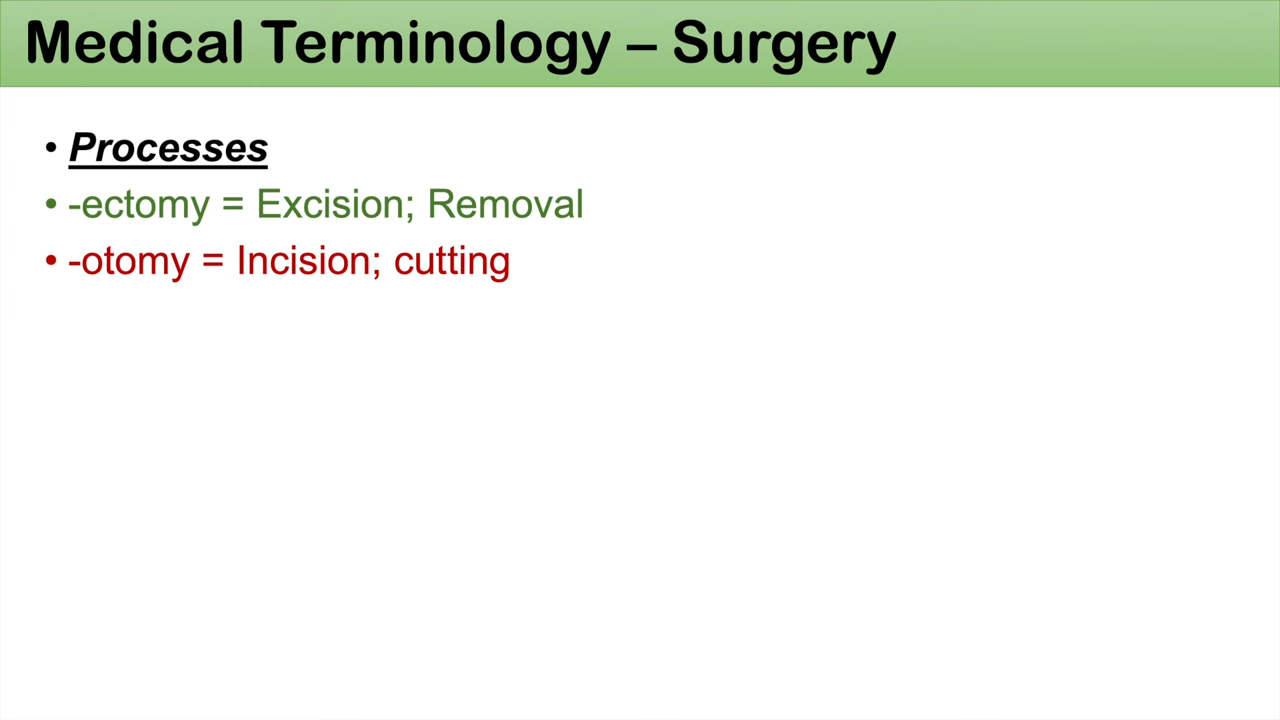 Medical Terminology – Surgery
• Processes
• -ectomy = Excision; Removal
• -otomy = Incision; cutting